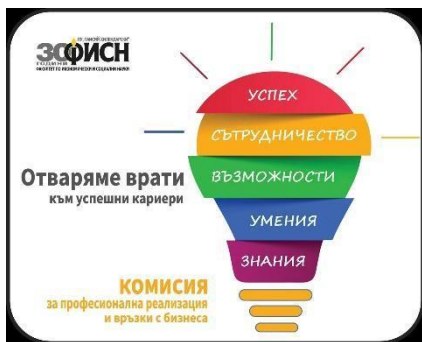 ФИСН
УСПЕХ
СЪТРУДНИЧЕСТВО
ВЪЗМОЖНОСТИ
УМЕНИЯ
ЗНАНИЯ
Отваряме врати
към успешни кариери
КОМИСИЯ
за професионална реализация
и връзки с бизнеса